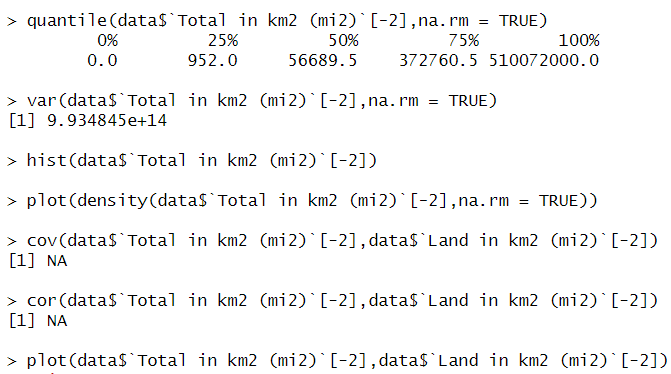 > quantile(data$`Total in km2 (mi2)`[-2],na.rm = TRUE)
0% 25% 50% 75% 100%
0.0 952.0 56689.5 372760.5 510072000.0
> var(data$`Total in km2 (mi2)`[-2],na.rm = TRUE)
[1] 9.934845e+14
> hist(data$`Total in km2 (mi2)`[-2])
> plot(density(data$`Total in km2 (mi2)`[-2],na.rm = TRUE))
> cov(data$`Total in km2 (mi2)`[-2],data$`Land in km2 (mi2)`[-2])
[1] NA
> cor(data$`Total in km2 (mi2)`[-2],data$`Land in km2 (mi2)`[-2])
[1] NA
> plot(data$`Total in km2 (mi2)`[-2],data$`Land in km2 (mi2)`[-2])